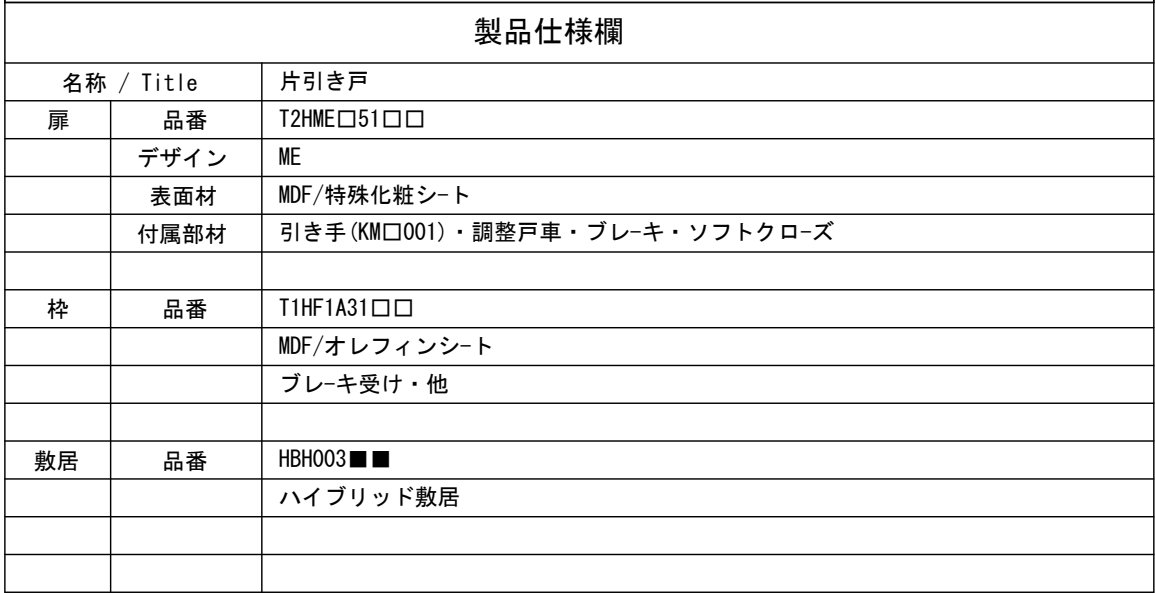 製品仕様欄
名称 / Title 片引き戸
扉 品番 T2HME□51□□
デザイン ME
表面材 MDF/特殊化粧シ-ト
付属部材 引き手(KM□001)・調整戸車・ブレ-キ・ソフトクロ-ズ
枠 品番 T1HF1A31□□
MDF/オレフィンシ-ト
ブレ-キ受け・他
敷居 品番 HBH003■■
ハイブリッド敷居